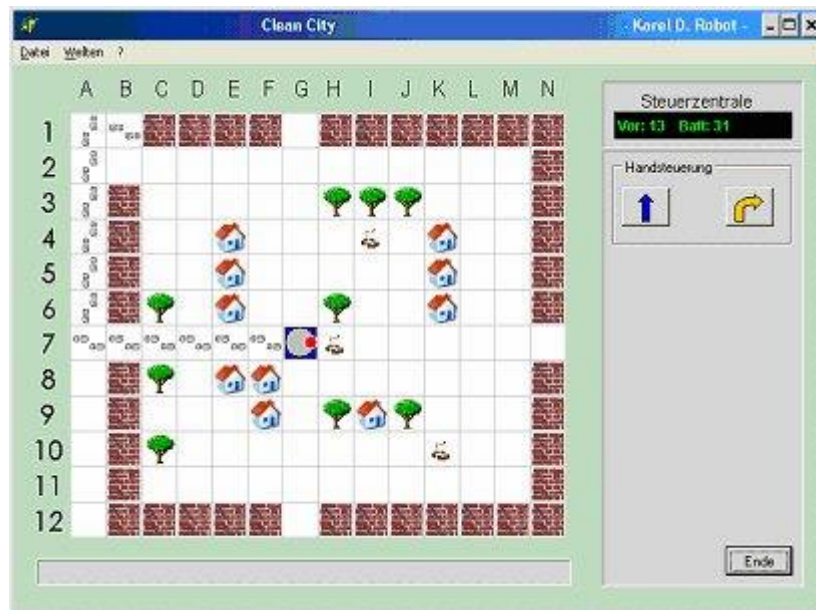 Clean City
- Karel D. Robot -
Datei Welten ?
A B C D E F G H I J K L M N
Steuerzentrale
Vor: 13 Batt: 31
Handsteuerung
1
2
3
4
5
6
7
8
9
10
11
12
Ende